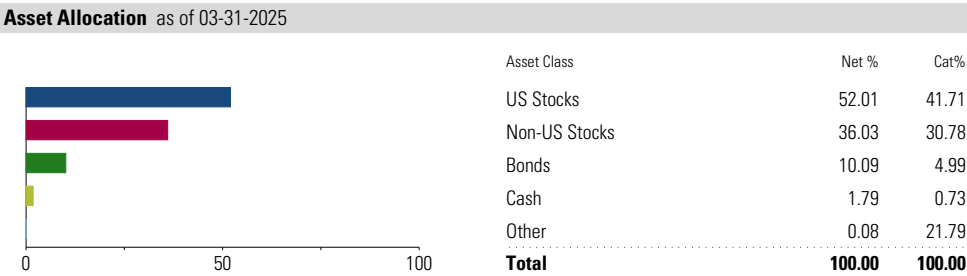 Asset Allocation as of 03-31-2025
Asset Class Net % Cat%
US Stocks 52.01 41.71
Non-US Stocks 36.03 30.78
Bonds 10.09 4.99
Cash 1.79 0.73
Other 0.08 21.79
0 50 100
Total 100.00 100.00